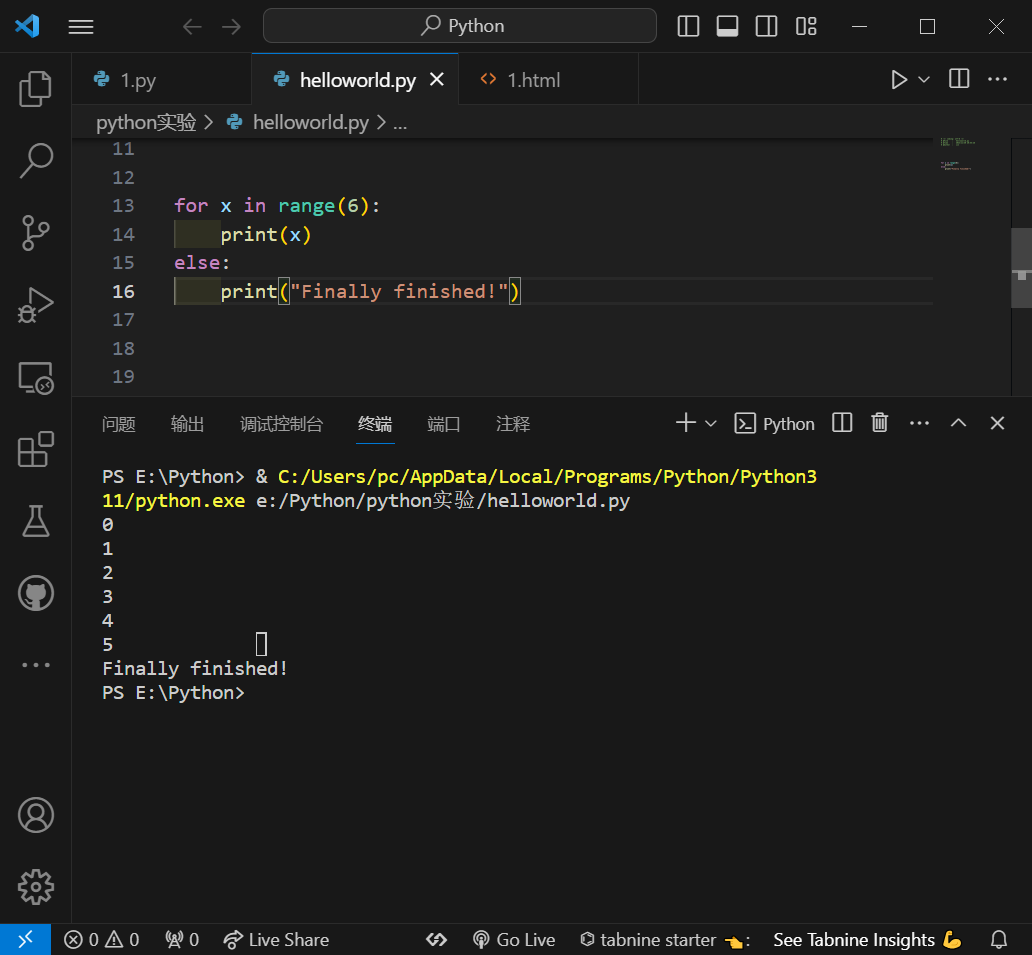 Python
1.py
helloworld.py
1.html
python实验 > helloworld.py > ...
11
12
13 for x in range(6):
14 print(x)
15 else:
16 print("Finally finished!")
17
18
19
问题 输出 调试控制台 终端 端口 注释
Python
PS E:\Python> & C:/Users/pc/AppData/Local/Programs/Python/Python3
11/python.exe e:/Python/python实验/helloworld.py
0
1
2
3
4
5
Finally finished!
PS E:\Python>
0 0 0 Live Share Go Live tabnine starter 👈: See Tabnine Insights 💪